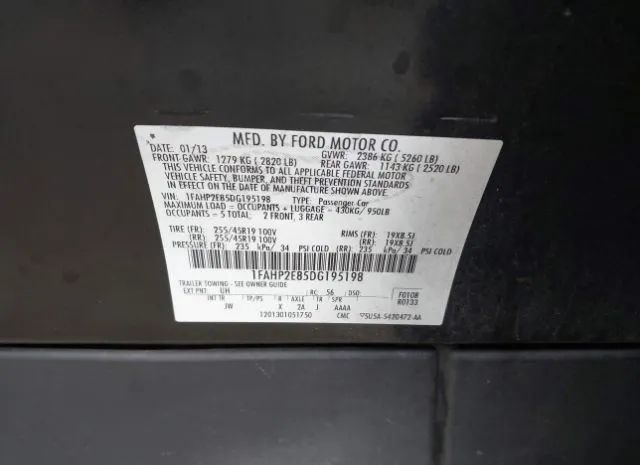 MFD. BY FORD MOTOR CO.
DATE: 01/13 GVWR: 2386 KG ( 5260 LB)
FRONT GAWR: 1279 KG ( 2820 LB) REAR GAWR: 1143 KG ( 2520 LB)
THIS VEHICLE CONFORMS TO ALL APPLICABLE FEDERAL MOTOR
VEHICLE SAFETY, BUMPER, AND THEFT PREVENTION STANDARDS
IN EFFECT ON THE DATE OF MANUFACTURE SHOWN ABOVE.
VIN: 1FAHP2E85DG195198 TYPE: Passenger Car
MAXIMUM LOAD = OCCUPANTS + LUGGAGE = 430KG/ 950LB
OCCUPANTS = 5 TOTAL: 2 FRONT, 3 REAR
TIRE (FR): 255/45R19 100V RIMS (FR): 19X8.5J
(RR): 255/45R19 100V (RR): 19X8.5J
PRESSURE (FR): 235 kPa/ 34 PSI COLD (RR): 235 kPa/ 34 PSI COLD
1FAHP2E85DG195198
TRAILER TOWING - SEE OWNER GUIDE
EXT PNT: UH RC: 56 DSO: F0108
R0133
INT TR TP/PS R AXLE TR SPR
3W X 2A J AAAA
1201301051750 CMC 5U5A-5420472-AA